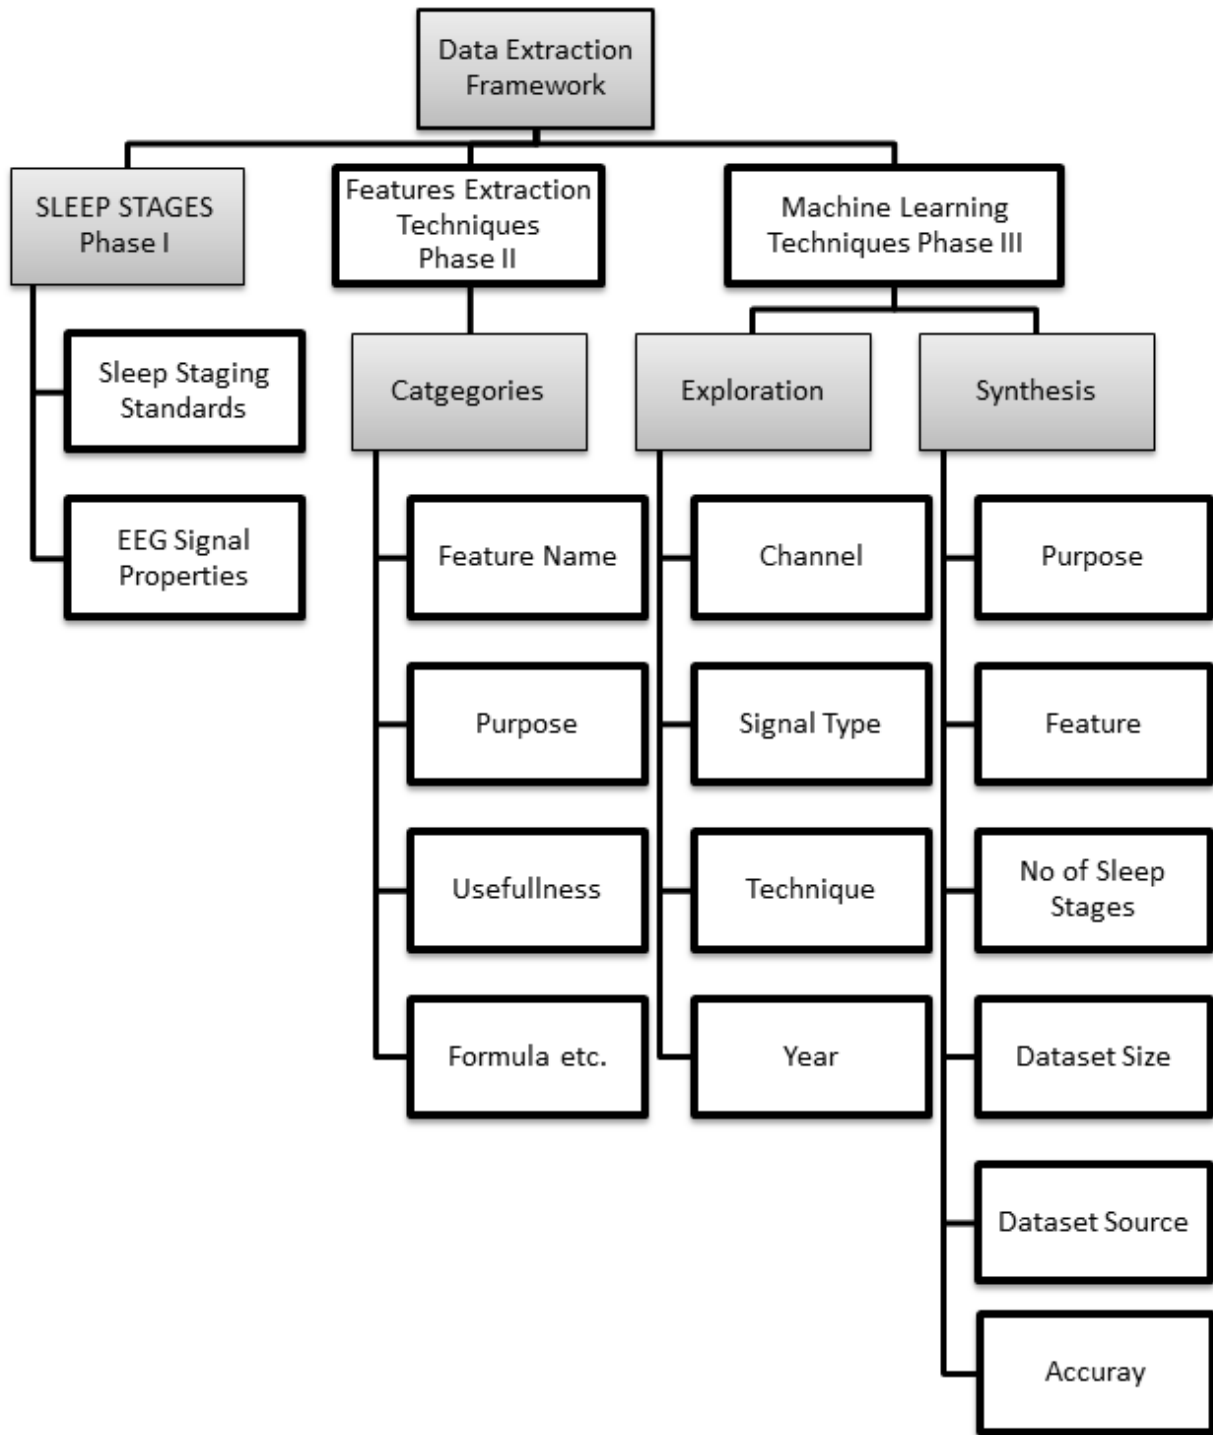 Data Extraction
Framework
SLEEP STAGES
Phase I
Features Extraction
Techniques
Phase II
Machine Learning
Techniques Phase III
Sleep Staging
Standards
EEG Signal
Properties
Catgegories
Exploration
Synthesis
Feature Name
Purpose
Usefullness
Formula etc.
Channel
Signal Type
Technique
Year
Purpose
Feature
No of Sleep
Stages
Dataset Size
Dataset Source
Accuray